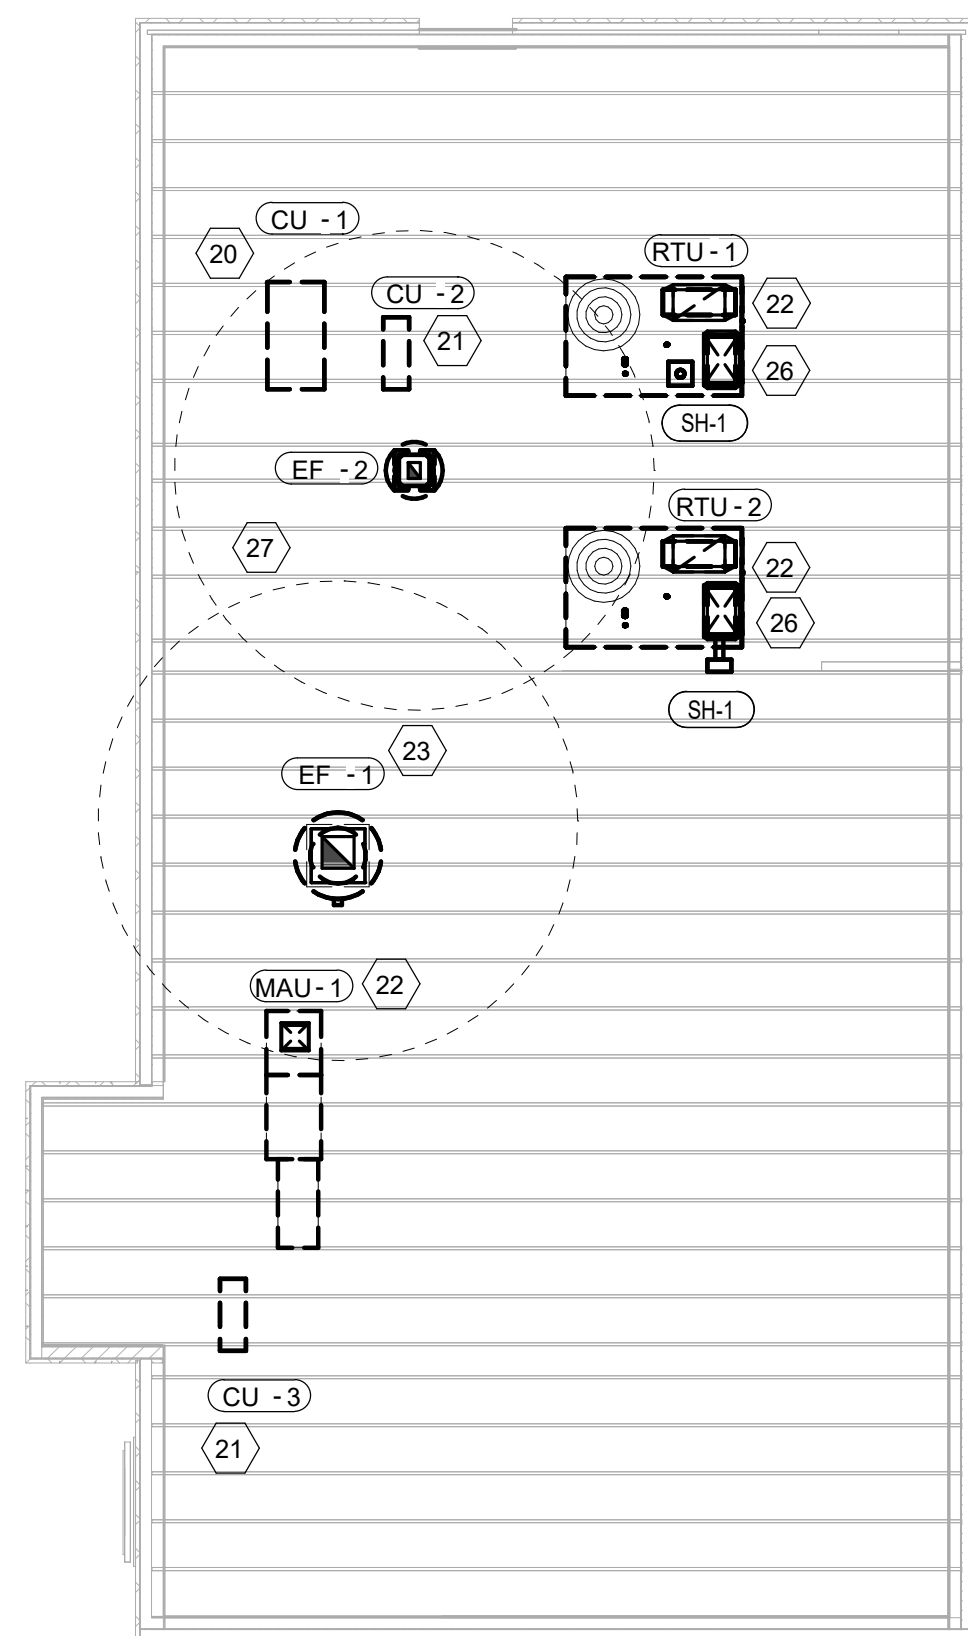 CU - 1
20
RTU - 1
CU - 2
22
21
26
SH-1
EF - 2
RTU - 2
27
22
26
SH-1
23
EF - 1
MAU - 1
22
CU - 3
21